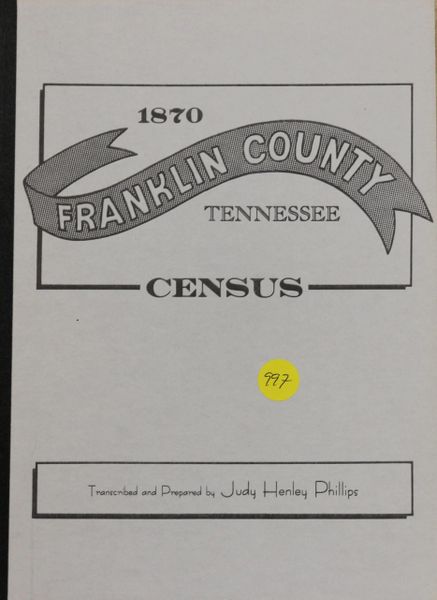 1870
FRANKLIN COUNTY
TENNESSEE
CENSUS
997
Transcribed and Prepared by Judy Henley Phillips